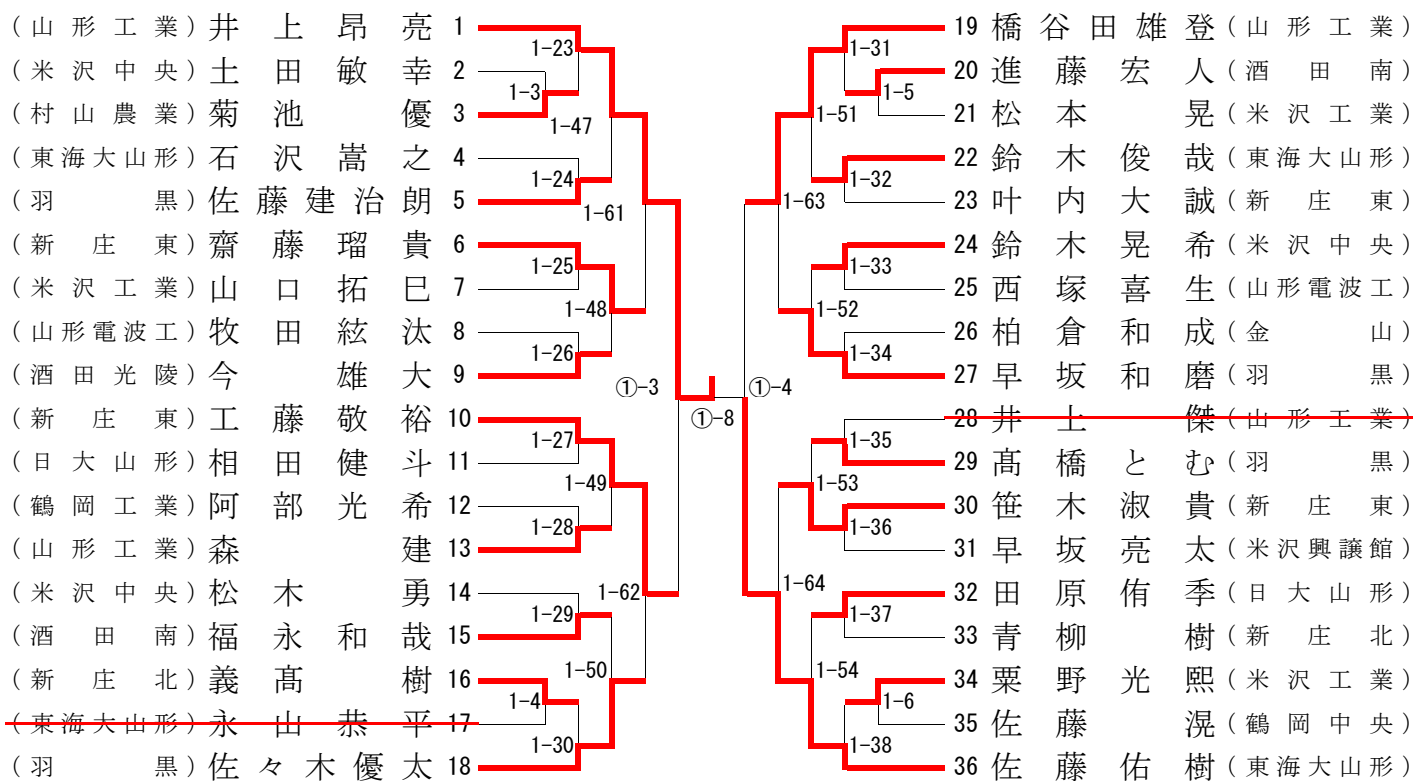 (山形工業) 井上昂亮 1
(米沢中央) 土田敏幸 2
(村山農業) 菊池優 3
(東海大山形) 石沢嵩之 4
(羽黒) 佐藤建治朗 5
(新庄東) 齋藤瑠貴 6
(米沢工業) 山口拓巳 7
(山形電波工) 牧田紘汰 8
(酒田光陵) 今雄大 9
(新庄東) 工藤敬裕 10
(日大山形) 相田健斗 11
(鶴岡工業) 阿部光希 12
(山形工業) 森建 13
(米沢中央) 松木勇 14
(酒田南) 福永和哉 15
(新庄北) 義髙樹 16
(東海大山形) 永山恭平 17
(羽黒) 佐々木優太 18
1-23
1-3
1-47
1-24
1-61
1-25
1-48
1-26
①-3
1-27
1-49
1-28
1-62
1-29
1-50
1-4
1-30
①-8
①-4
1-31
1-5
1-51
1-32
1-63
1-33
1-52
1-34
1-35
1-53
1-36
1-64
1-37
1-54
1-6
1-38
19 橋谷田雄登 (山形工業)
20 進藤宏人 (酒田南)
21 松本晃 (米沢工業)
22 鈴木俊哉 (東海大山形)
23 叶内大誠 (新庄東)
24 鈴木晃希 (米沢中央)
25 西塚喜生 (山形電波工)
26 柏倉和成 (金山)
27 早坂和磨 (羽黒)
28 井上傑 (山形工業)
29 髙橋とむ (羽黒)
30 笹木淑貴 (新庄東)
31 早坂亮太 (米沢興譲館)
32 田原侑季 (日大山形)
33 青柳樹 (新庄北)
34 粟野光熙 (米沢工業)
35 佐藤滉 (鶴岡中央)
36 佐藤佑樹 (東海大山形)